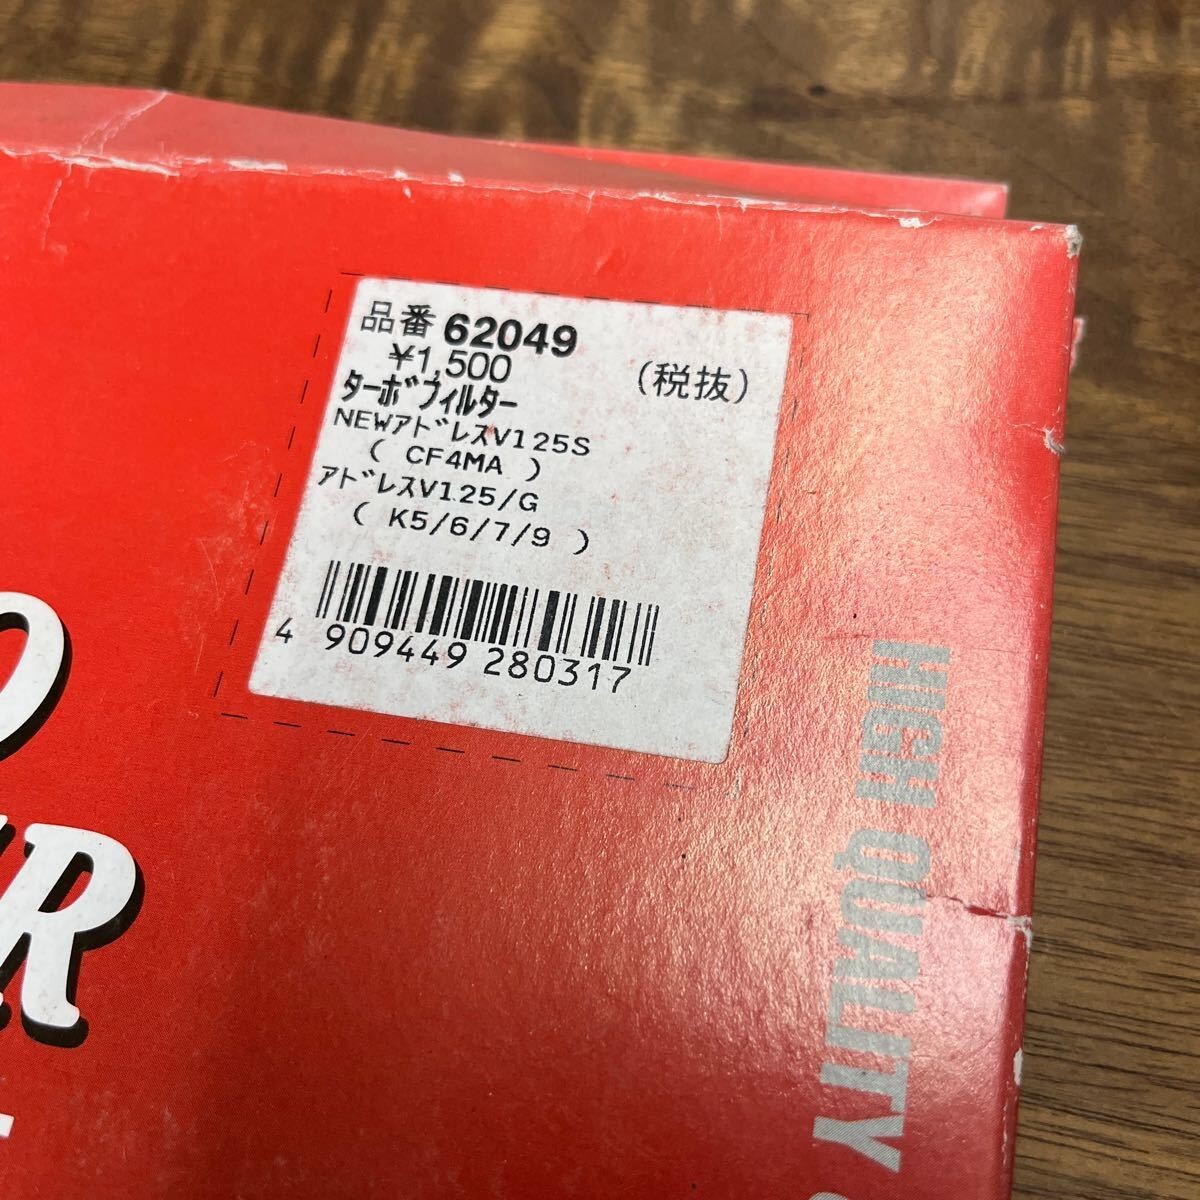 品番 62049
¥1,500 (税抜)
ターボフィルター
NEWアドレスV125S
( CF4MA )
アドレスV125/G
( K5/6/7/9 )
4 909449 280317
HIGH QUALITY